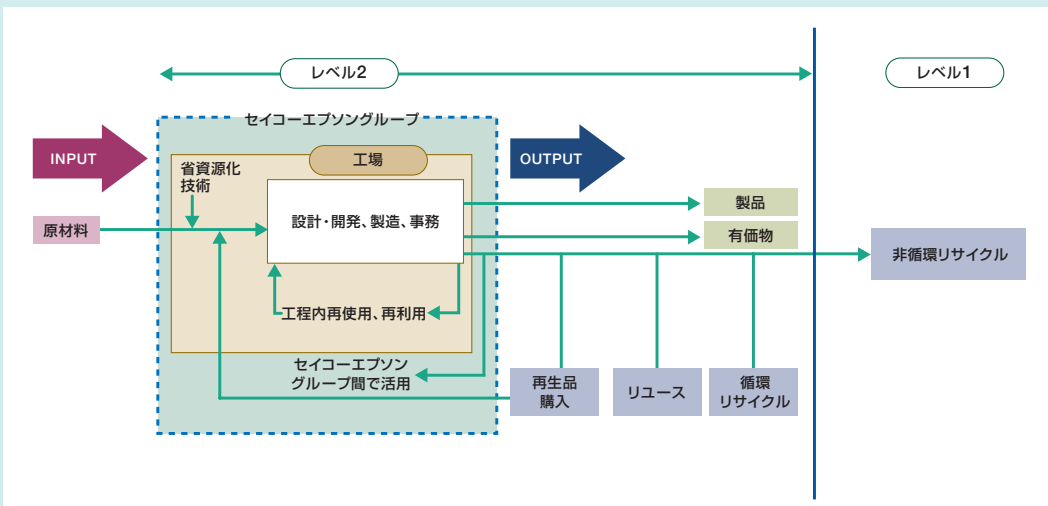 レベル2
レベル1
セイコーエプソングループ
INPUT
工場
OUTPUT
省資源化
技術
設計・開発、製造、事務
製品
原材料
有価物
非循環リサイクル
工程内再使用、再利用
セイコーエプソン
グループ間で活用
再生品
購入
リユース
循環
リサイクル